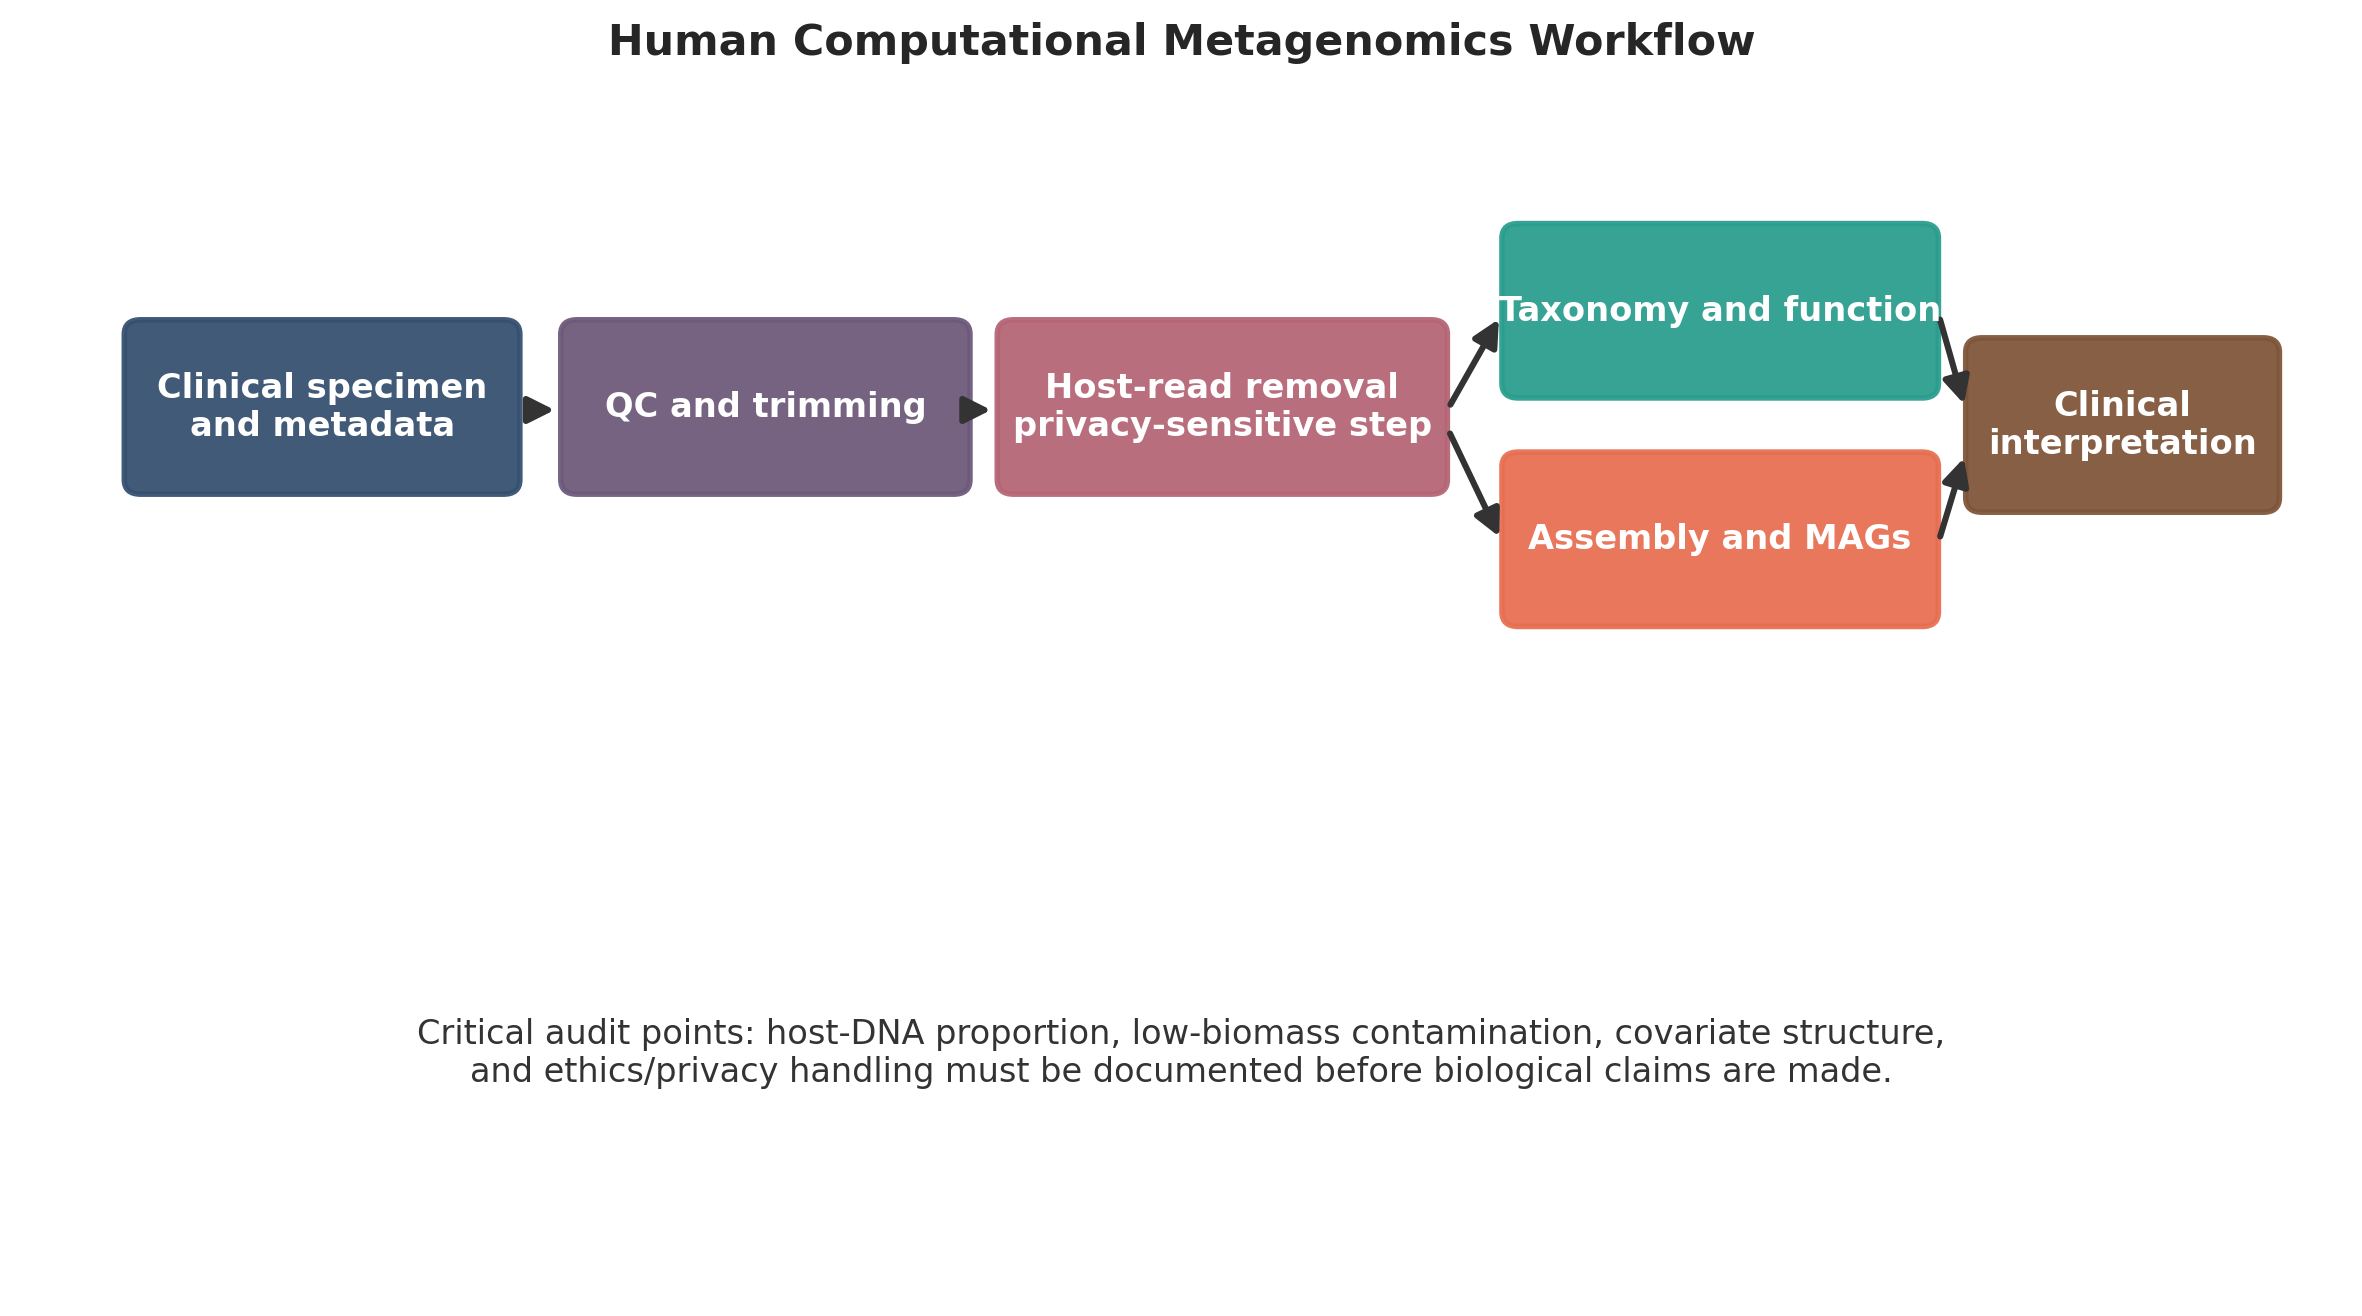 Human Computational Metagenomics Workflow
Clinical specimen
and metadata
QC and trimming
Host-read removal
privacy-sensitive step
Taxonomy and function
Assembly and MAGs
Clinical
interpretation
Critical audit points: host-DNA proportion, low-biomass contamination, covariate structure,
and ethics/privacy handling must be documented before biological claims are made.